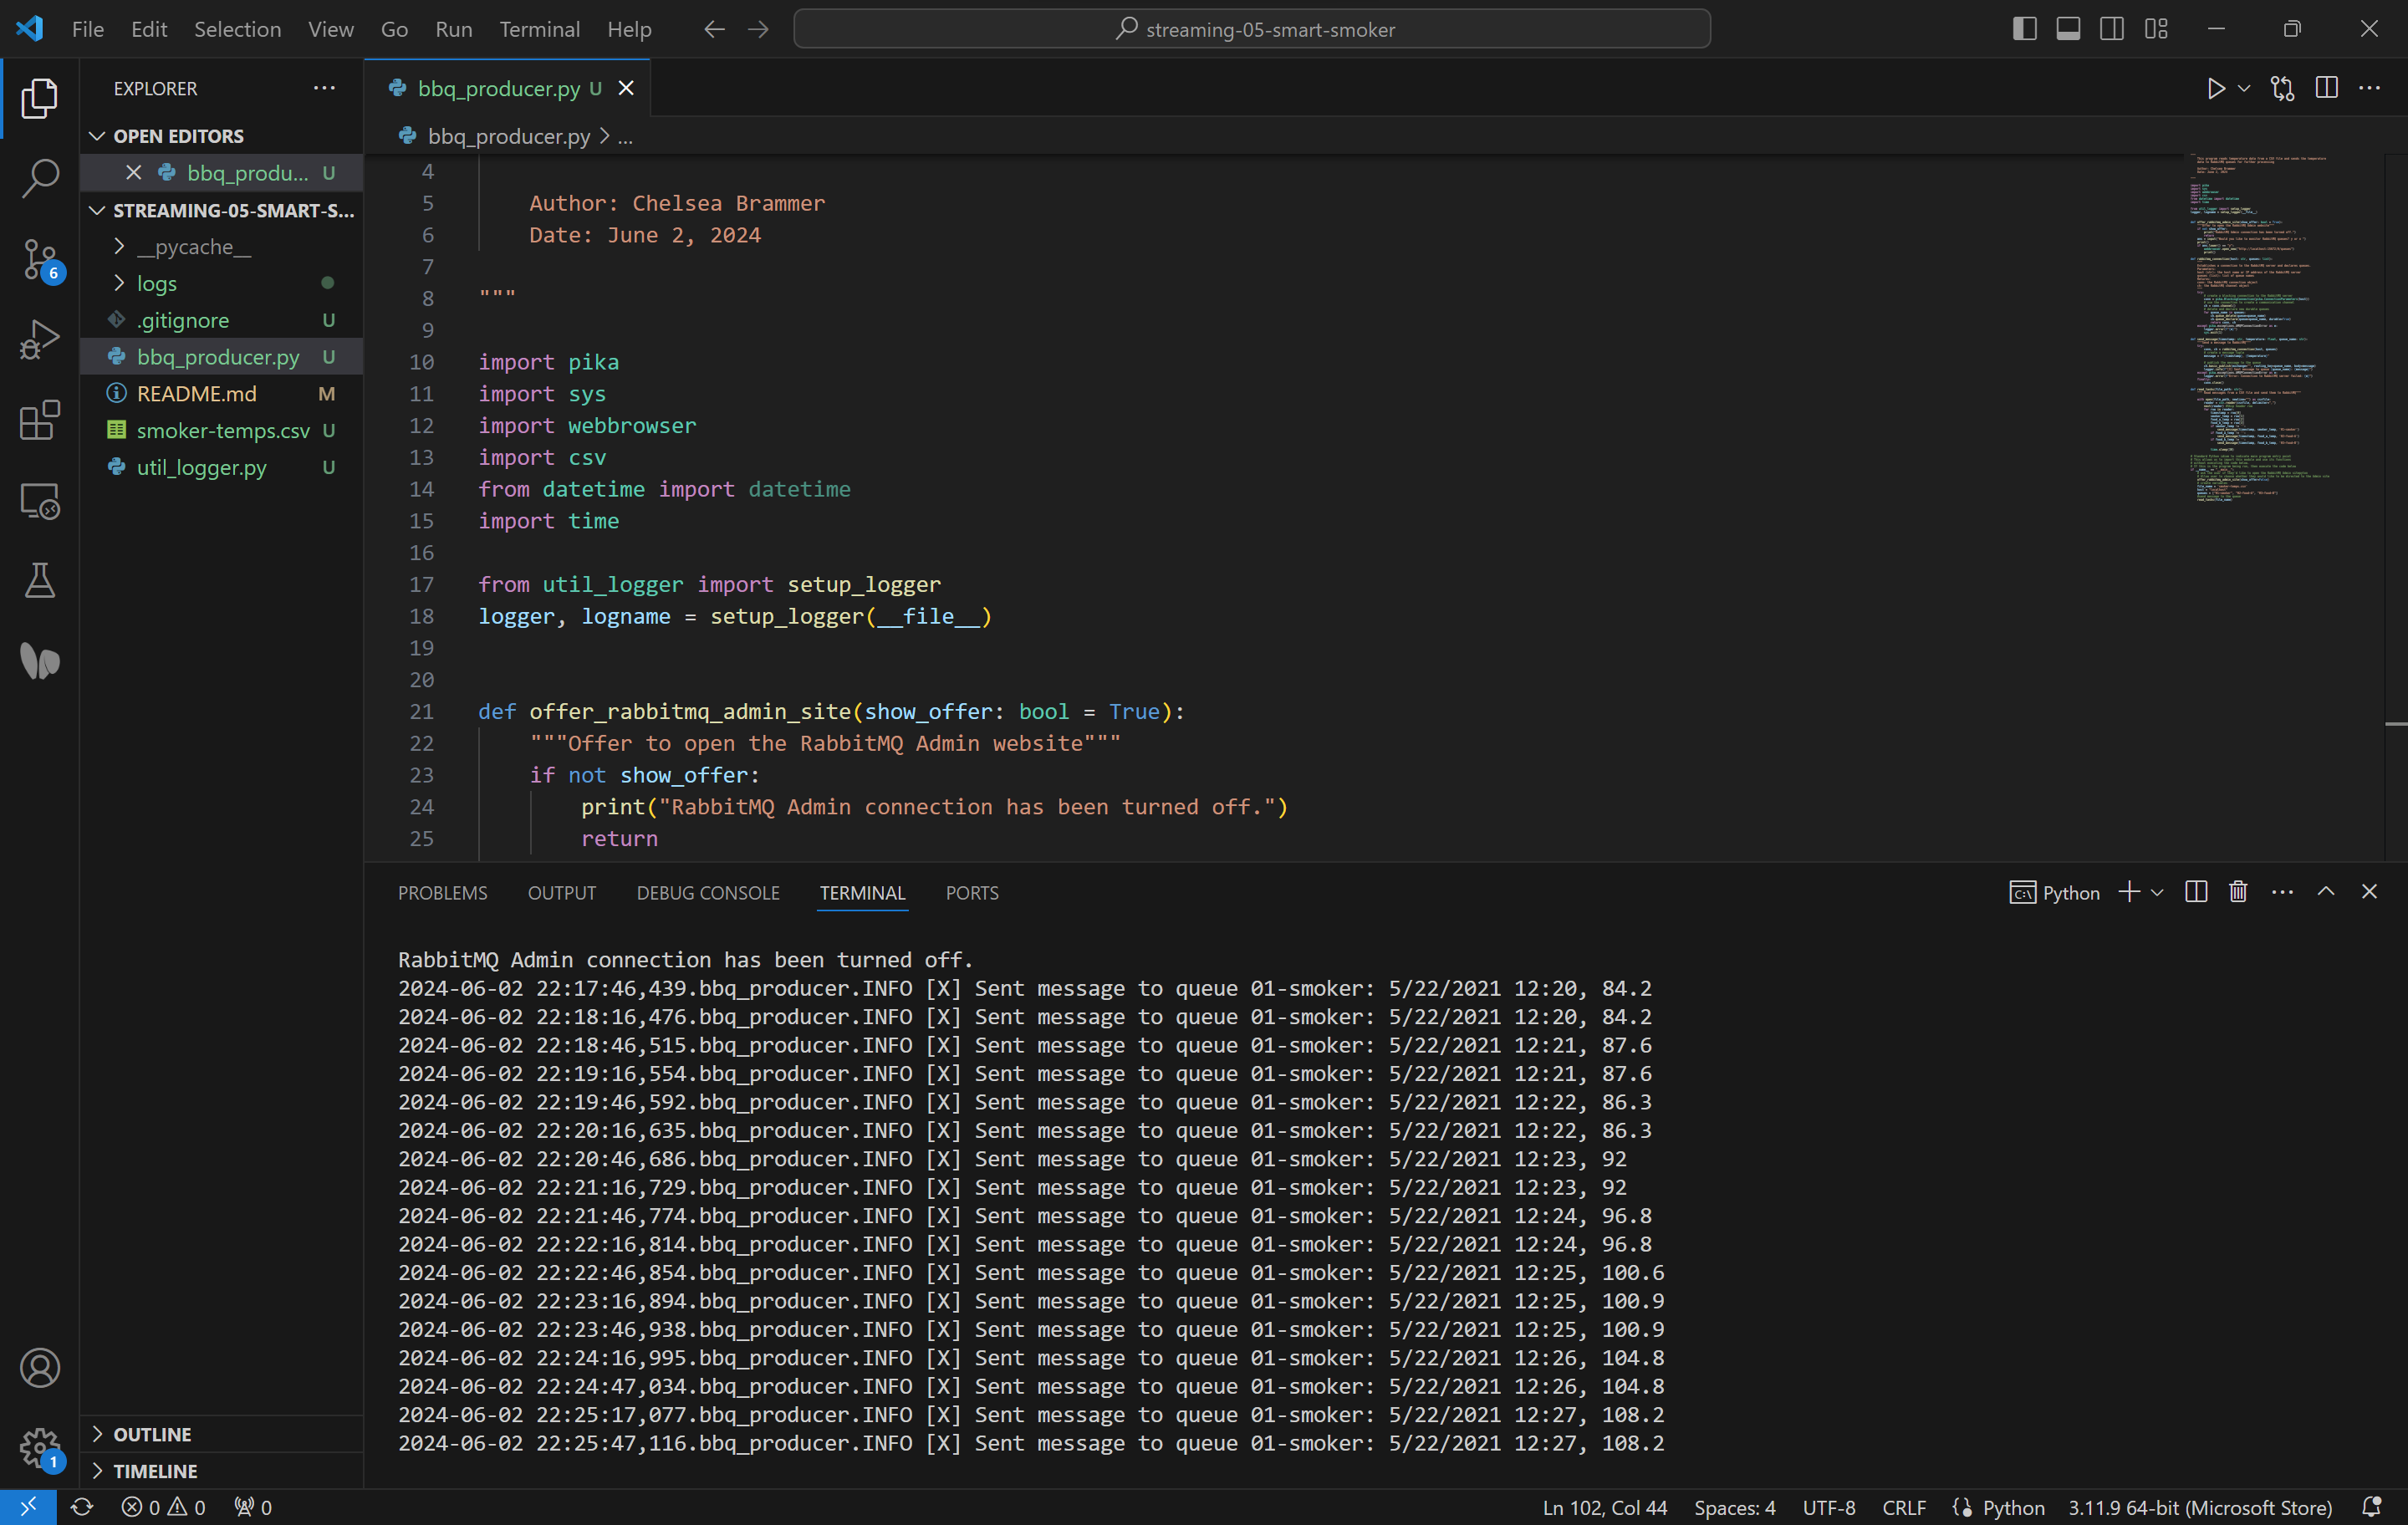 File Edit Selection View Go Run Terminal Help
streaming-05-smart-smoker
EXPLORER
OPEN EDITORS
bbq_produ... U
STREAMING-05-SMART-S...
__pycache__
logs
.gitignore U
bbq_producer.py U
README.md M
smoker-temps.csv U
util_logger.py U
OUTLINE
TIMELINE
6
1
bbq_producer.py U
bbq_producer.py > ...
4
5 Author: Chelsea Brammer
6 Date: June 2, 2024
7
8 """
9
10 import pika
11 import sys
12 import webbrowser
13 import csv
14 from datetime import datetime
15 import time
16
17 from util_logger import setup_logger
18 logger, logname = setup_logger(__file__)
19
20
21 def offer_rabbitmq_admin_site(show_offer: bool = True):
22 """Offer to open the RabbitMQ Admin website"""
23 if not show_offer:
24 print("RabbitMQ Admin connection has been turned off.")
25 return
PROBLEMS OUTPUT DEBUG CONSOLE TERMINAL PORTS
Python
RabbitMQ Admin connection has been turned off.
2024-06-02 22:17:46,439.bbq_producer.INFO [X] Sent message to queue 01-smoker: 5/22/2021 12:20, 84.2
2024-06-02 22:18:16,476.bbq_producer.INFO [X] Sent message to queue 01-smoker: 5/22/2021 12:20, 84.2
2024-06-02 22:18:46,515.bbq_producer.INFO [X] Sent message to queue 01-smoker: 5/22/2021 12:21, 87.6
2024-06-02 22:19:16,554.bbq_producer.INFO [X] Sent message to queue 01-smoker: 5/22/2021 12:21, 87.6
2024-06-02 22:19:46,592.bbq_producer.INFO [X] Sent message to queue 01-smoker: 5/22/2021 12:22, 86.3
2024-06-02 22:20:16,635.bbq_producer.INFO [X] Sent message to queue 01-smoker: 5/22/2021 12:22, 86.3
2024-06-02 22:20:46,686.bbq_producer.INFO [X] Sent message to queue 01-smoker: 5/22/2021 12:23, 92
2024-06-02 22:21:16,729.bbq_producer.INFO [X] Sent message to queue 01-smoker: 5/22/2021 12:23, 92
2024-06-02 22:21:46,774.bbq_producer.INFO [X] Sent message to queue 01-smoker: 5/22/2021 12:24, 96.8
2024-06-02 22:22:16,814.bbq_producer.INFO [X] Sent message to queue 01-smoker: 5/22/2021 12:24, 96.8
2024-06-02 22:22:46,854.bbq_producer.INFO [X] Sent message to queue 01-smoker: 5/22/2021 12:25, 100.6
2024-06-02 22:23:16,894.bbq_producer.INFO [X] Sent message to queue 01-smoker: 5/22/2021 12:25, 100.9
2024-06-02 22:23:46,938.bbq_producer.INFO [X] Sent message to queue 01-smoker: 5/22/2021 12:25, 100.9
2024-06-02 22:24:16,995.bbq_producer.INFO [X] Sent message to queue 01-smoker: 5/22/2021 12:26, 104.8
2024-06-02 22:24:47,034.bbq_producer.INFO [X] Sent message to queue 01-smoker: 5/22/2021 12:26, 104.8
2024-06-02 22:25:17,077.bbq_producer.INFO [X] Sent message to queue 01-smoker: 5/22/2021 12:27, 108.2
2024-06-02 22:25:47,116.bbq_producer.INFO [X] Sent message to queue 01-smoker: 5/22/2021 12:27, 108.2
0 0 0 Ln 102, Col 44 Spaces: 4 UTF-8 CRLF Python 3.11.9 64-bit (Microsoft Store)